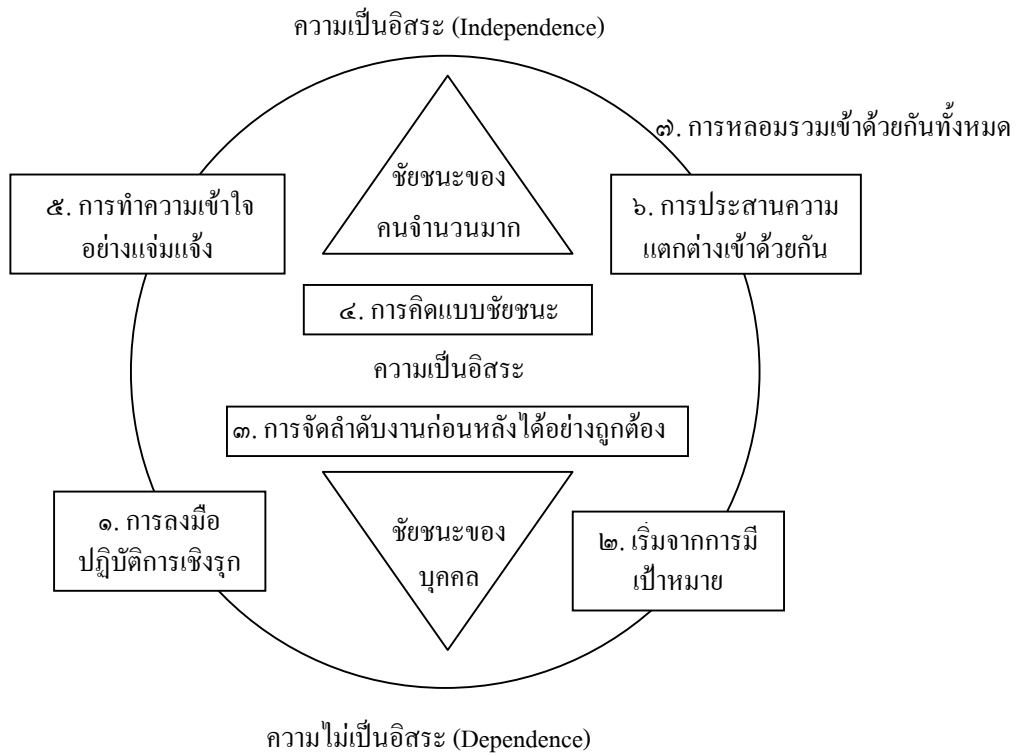 ความเป็นอิสระ (Independence)
๗. การหลอมรวมเข้าด้วยกันทั้งหมด
ชัยชนะของ
คนจำนวนมาก
๕. การทำความเข้าใจ
อย่างแจ่มแจ้ง
๖. การประสานความ
แตกต่างเข้าด้วยกัน
๔. การคิดแบบชัยชนะ
ความเป็นอิสระ
๓. การจัดลำดับงานก่อนหลังได้อย่างถูกต้อง
๑. การลงมือ
ปฏิบัติการเชิงรุก
ชัยชนะของ
บุคคล
๒. เริ่มจากการมี
เป้าหมาย
ความไม่เป็นอิสระ (Dependence)